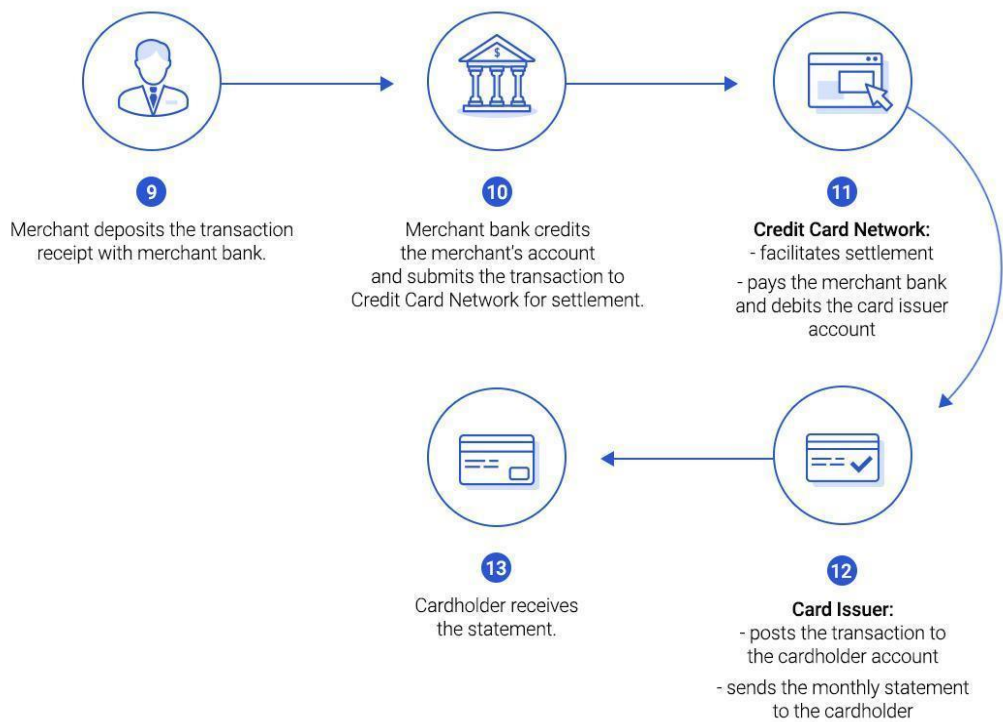 $
9
Merchant deposits the transaction
receipt with merchant bank.
10
Merchant bank credits
the merchant's account
and submits the transaction to
Credit Card Network for settlement.
11
Credit Card Network:
- facilitates settlement
- pays the merchant bank
and debits the card issuer
account
12
Card Issuer:
- posts the transaction to
the cardholder account
- sends the monthly statement
to the cardholder
13
Cardholder receives
the statement.